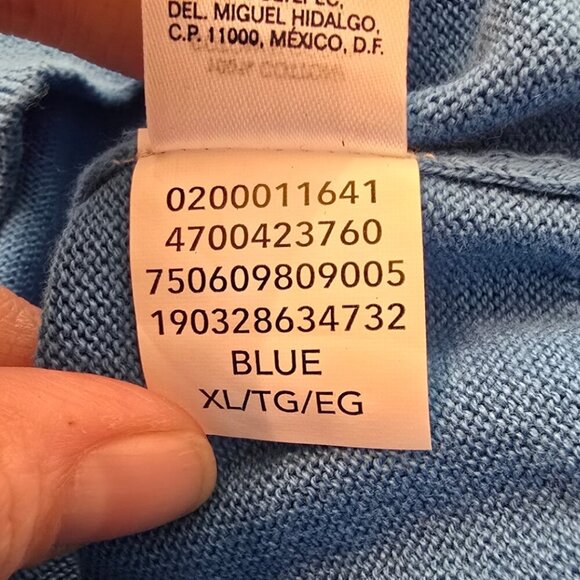 DEL. MIGUEL HIDALGO,
C.P. 11000, MÉXICO, D.F.
0200011641
4700423760
750609809005
190328634732
BLUE
XL/TG/EG